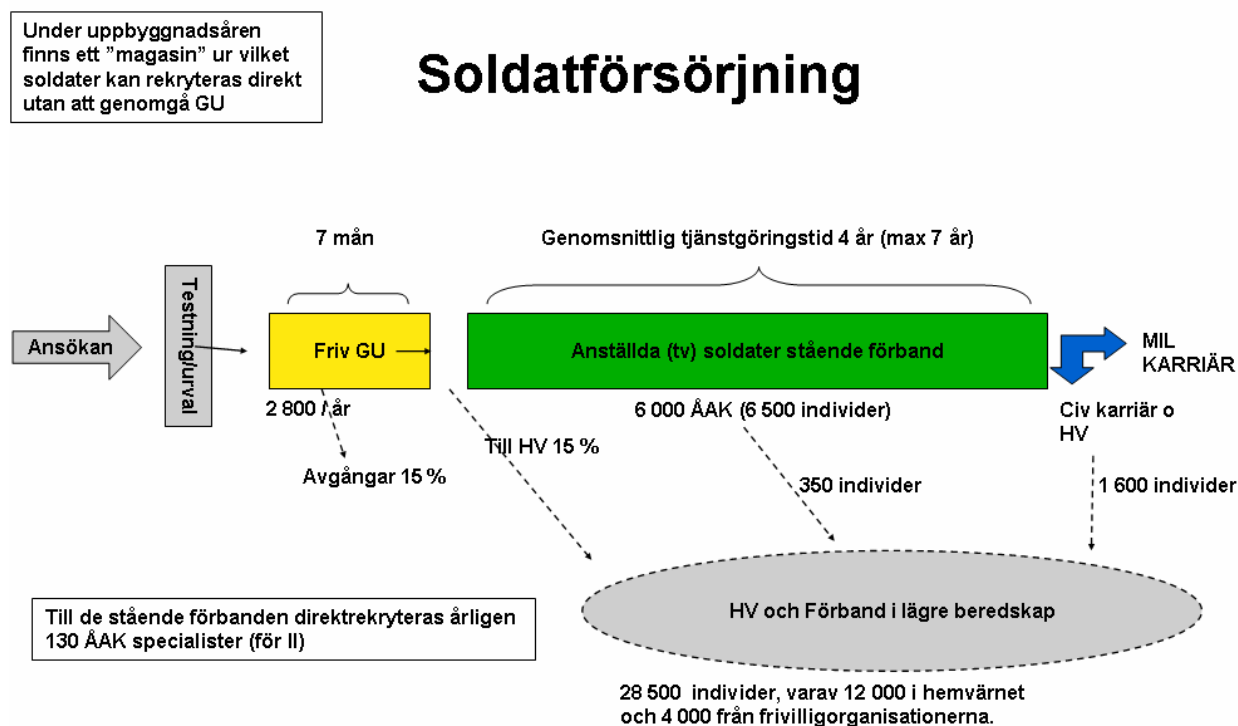 Under uppbyggnadsåren
finns ett ”magasin” ur vilket
soldater kan rekryteras direkt
utan att genomgå GU
Soldatförsörjning
7 mån
Genomsnittlig tjänstgöringstid 4 år (max 7 år)
Ansökan
Testning/urval
Friv GU
Anställda (tv) soldater stående förband
MIL
KARRIÄR
2 800 / år
6 000 ÅAK (6 500 individer)
Civ karriär o
HV
Avgångar 15 %
Till HV 15 %
350 individer
1 600 individer
HV och Förband i lägre beredskap
Till de stående förbanden direktrekryteras årligen
130 ÅAK specialister (för II)
28 500 individer, varav 12 000 i hemvärnet
och 4 000 från frivilligorganisationerna.